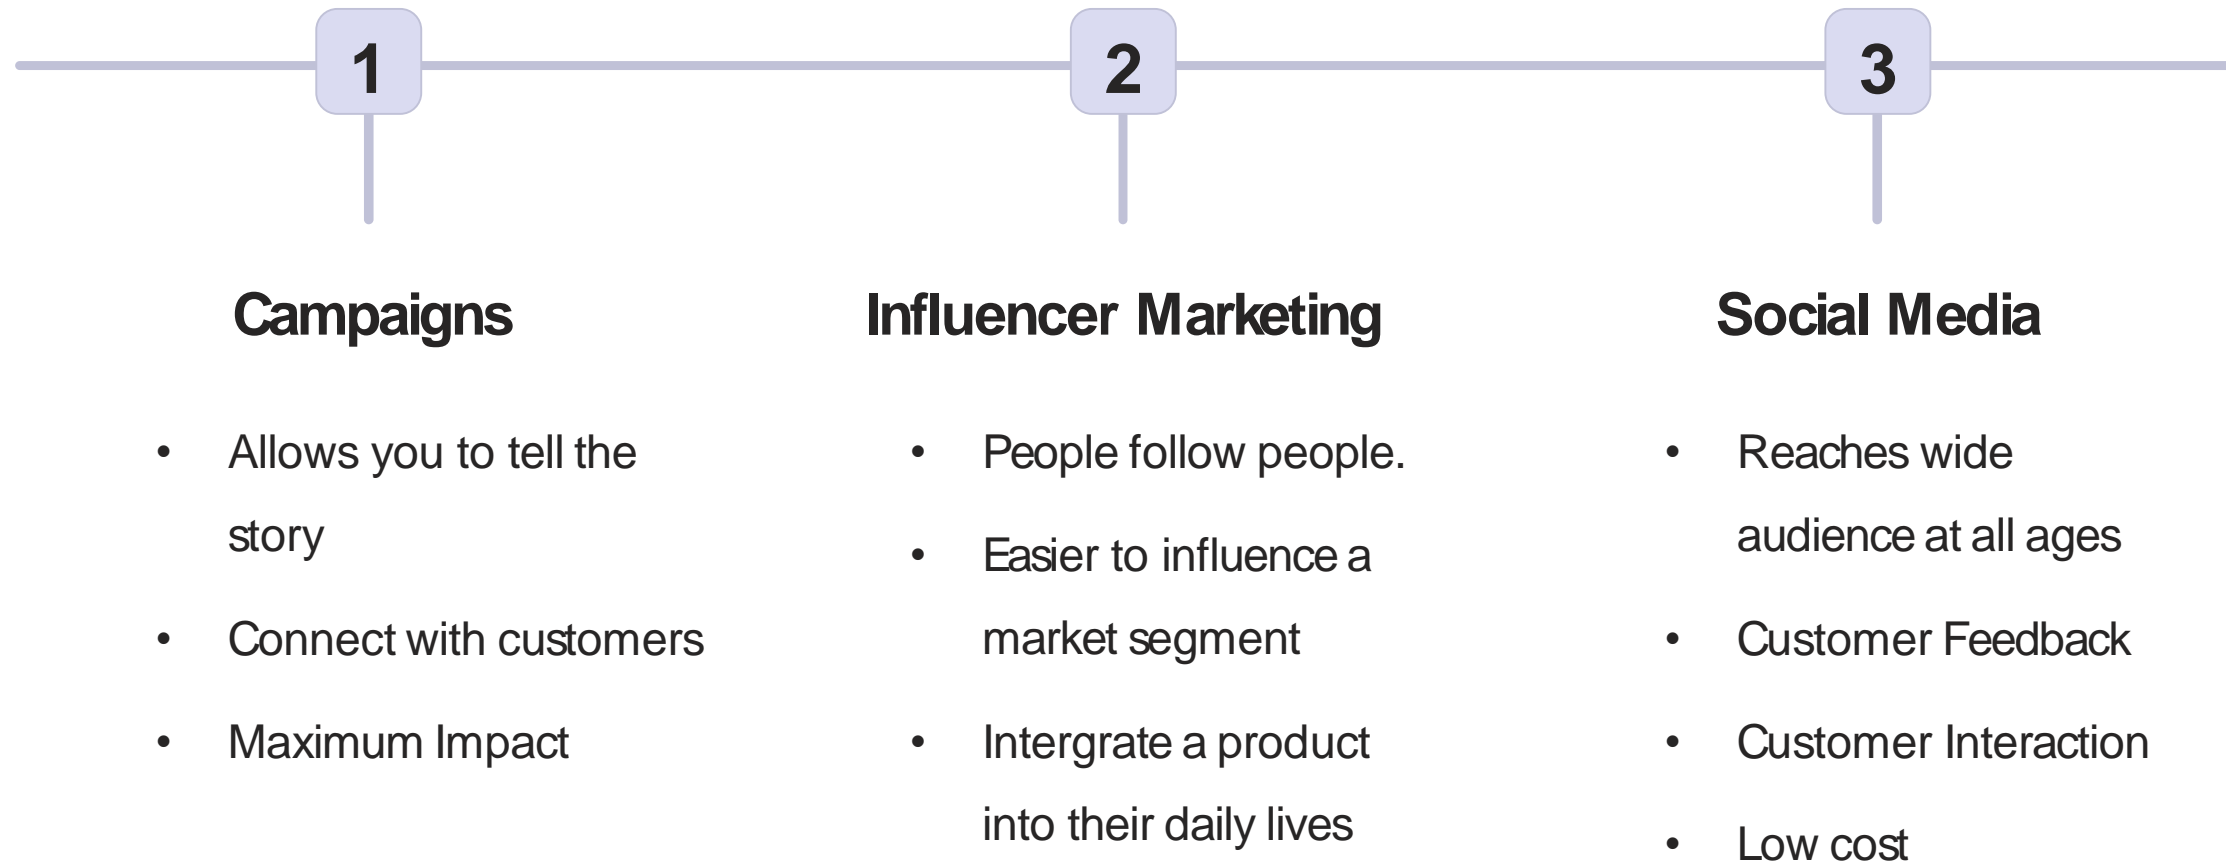 1
Campaigns
• Allows you to tell the
story
• Connect with customers
• Maximum Impact
2
Influencer Marketing
• People follow people.
• Easier to influence a
market segment
• Intergrate a product
into their daily lives
3
Social Media
• Reaches wide
audience at all ages
• Customer Feedback
• Customer Interaction
• Low cost